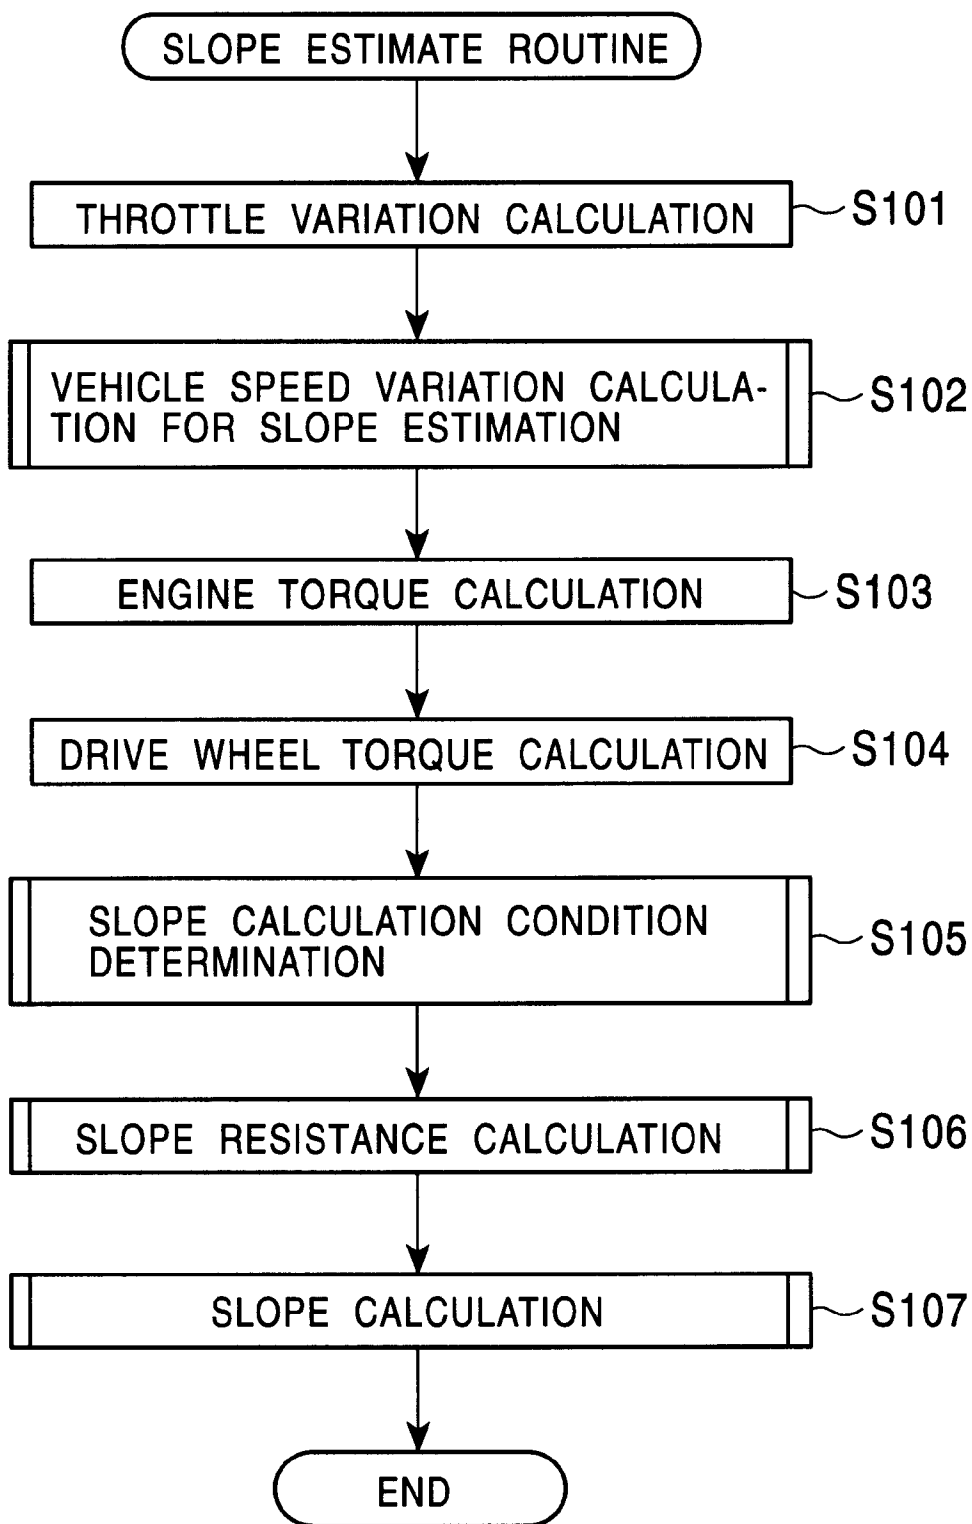 SLOPE ESTIMATE ROUTINE
THROTTLE VARIATION CALCULATION
S101
VEHICLE SPEED VARIATION CALCULA-
TION FOR SLOPE ESTIMATION
S102
ENGINE TORQUE CALCULATION
S103
DRIVE WHEEL TORQUE CALCULATION
S104
SLOPE CALCULATION CONDITION
DETERMINATION
S105
SLOPE RESISTANCE CALCULATION
S106
SLOPE CALCULATION
S107
END